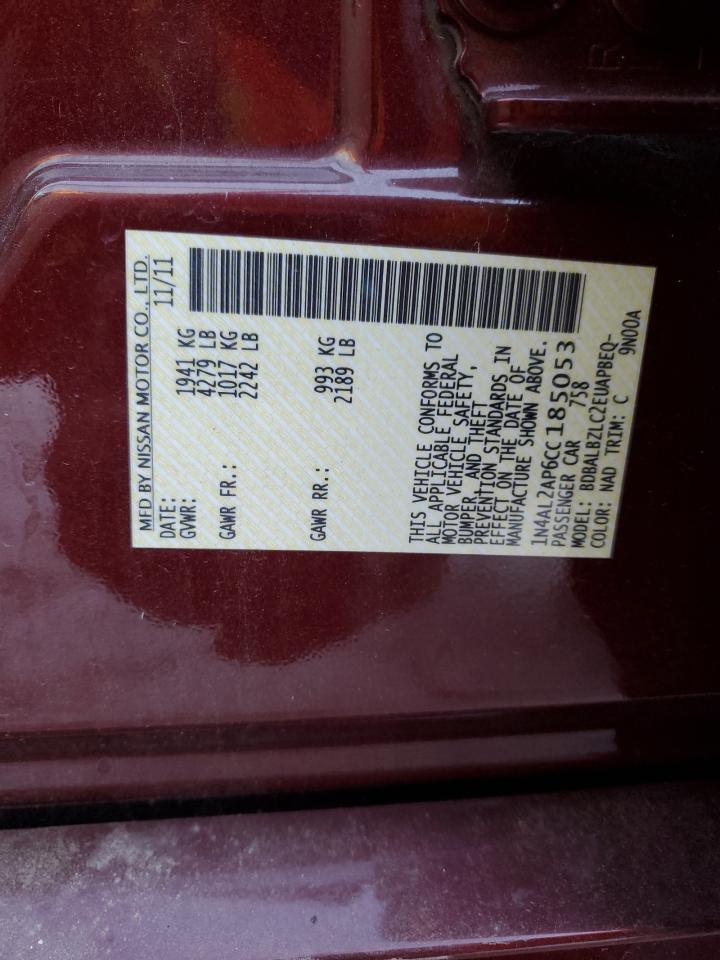 MFD BY NISSAN MOTOR CO., LTD.
DATE: 11/11
GVWR: 1941 KG
4279 LB
GAWR FR.: 1017 KG
2242 LB
GAWR RR.: 993 KG
2189 LB
THIS VEHICLE CONFORMS TO
ALL APPLICABLE FEDERAL
MOTOR VEHICLE SAFETY,
BUMPER, AND THEFT
PREVENTION STANDARDS IN
EFFECT ON THE DATE OF
MANUFACTURE SHOWN ABOVE.
1N4AL2AP6CC185053
PASSENGER CAR 758
MODEL: BDBALBZLC2EUAPBEQ-
COLOR: NAD TRIM: C 9N00A